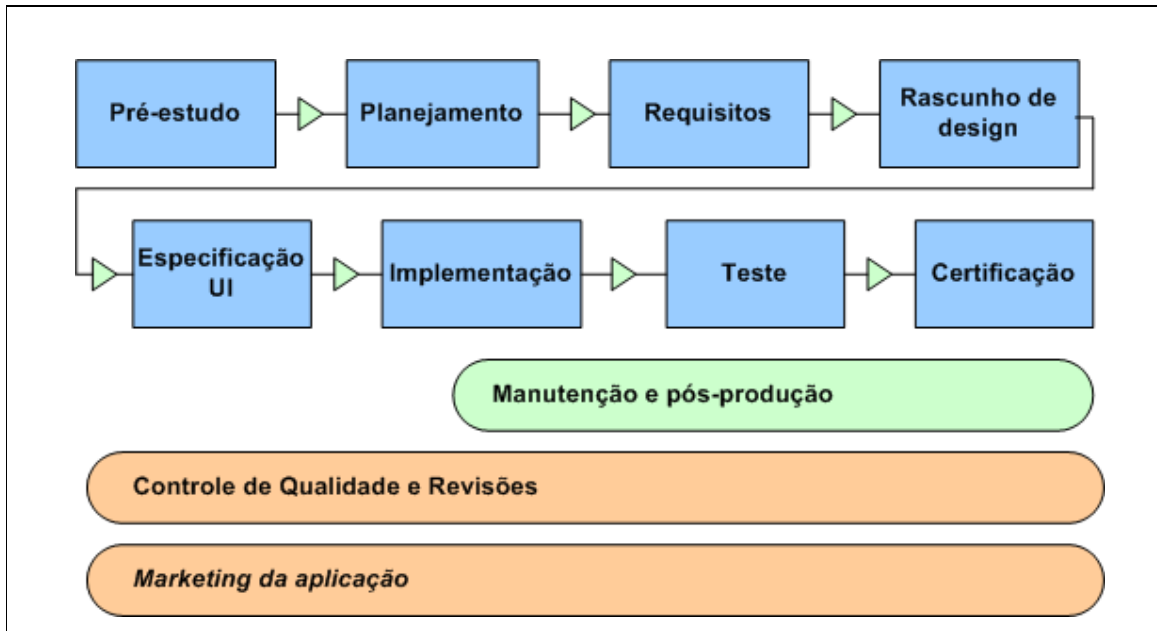 Pré-estudo
Planejamento
Requisitos
Rascunho de
design
Especificação
UI
Implementação
Teste
Certificação
Manutenção e pós-produção
Controle de Qualidade e Revisões
Marketing da aplicação